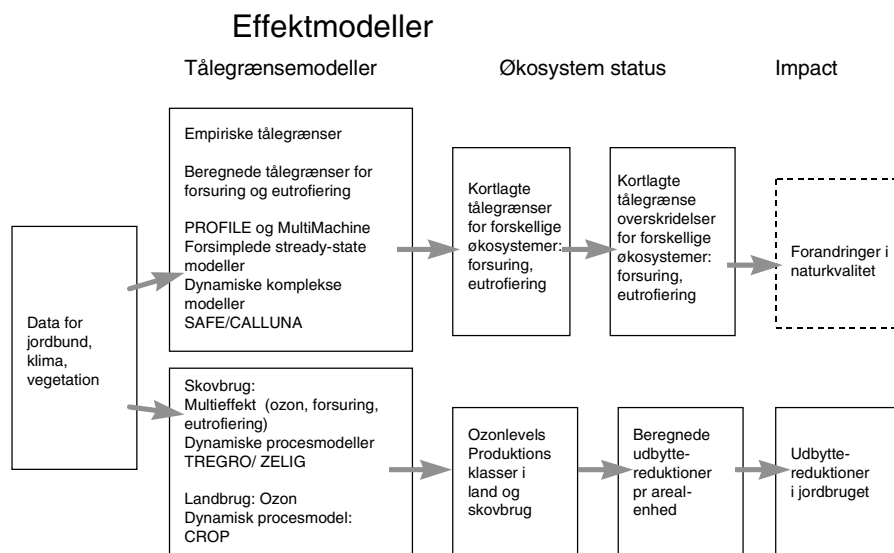 Effektmodeller
Tålegrænsemodeller
Økosystem status
Impact
Data for
jordbund,
klima,
vegetation
Empiriske tålegrænser
Beregnede tålegrænser for
forsuring og eutrofiering
PROFILE og MultiMachine
Forsimplede stready-state
modeller
Dynamiske komplekse
modeller
SAFE/CALLUNA
Kortlagte
tålegrænser
for forskellige
økosystemer:
forsuring,
eutrofiering
Kortlagte
tålegrænse
overskridelser
for forskellige
økosystemer:
forsuring,
eutrofiering
Forandringer i
naturkvalitet
Skovbrug:
Multieffekt (ozon, forsuring,
eutrofiering)
Dynamiske procesmodeller
TREGRO/ ZELIG
Landbrug: Ozon
Dynamisk procesmodel:
CROP
Ozonlevels
Produktions
klasser i
land og
skovbrug
Beregnede
udbytte-
reduktioner
pr areal-
enhed
Udbytte-
reduktioner
i jordbruget